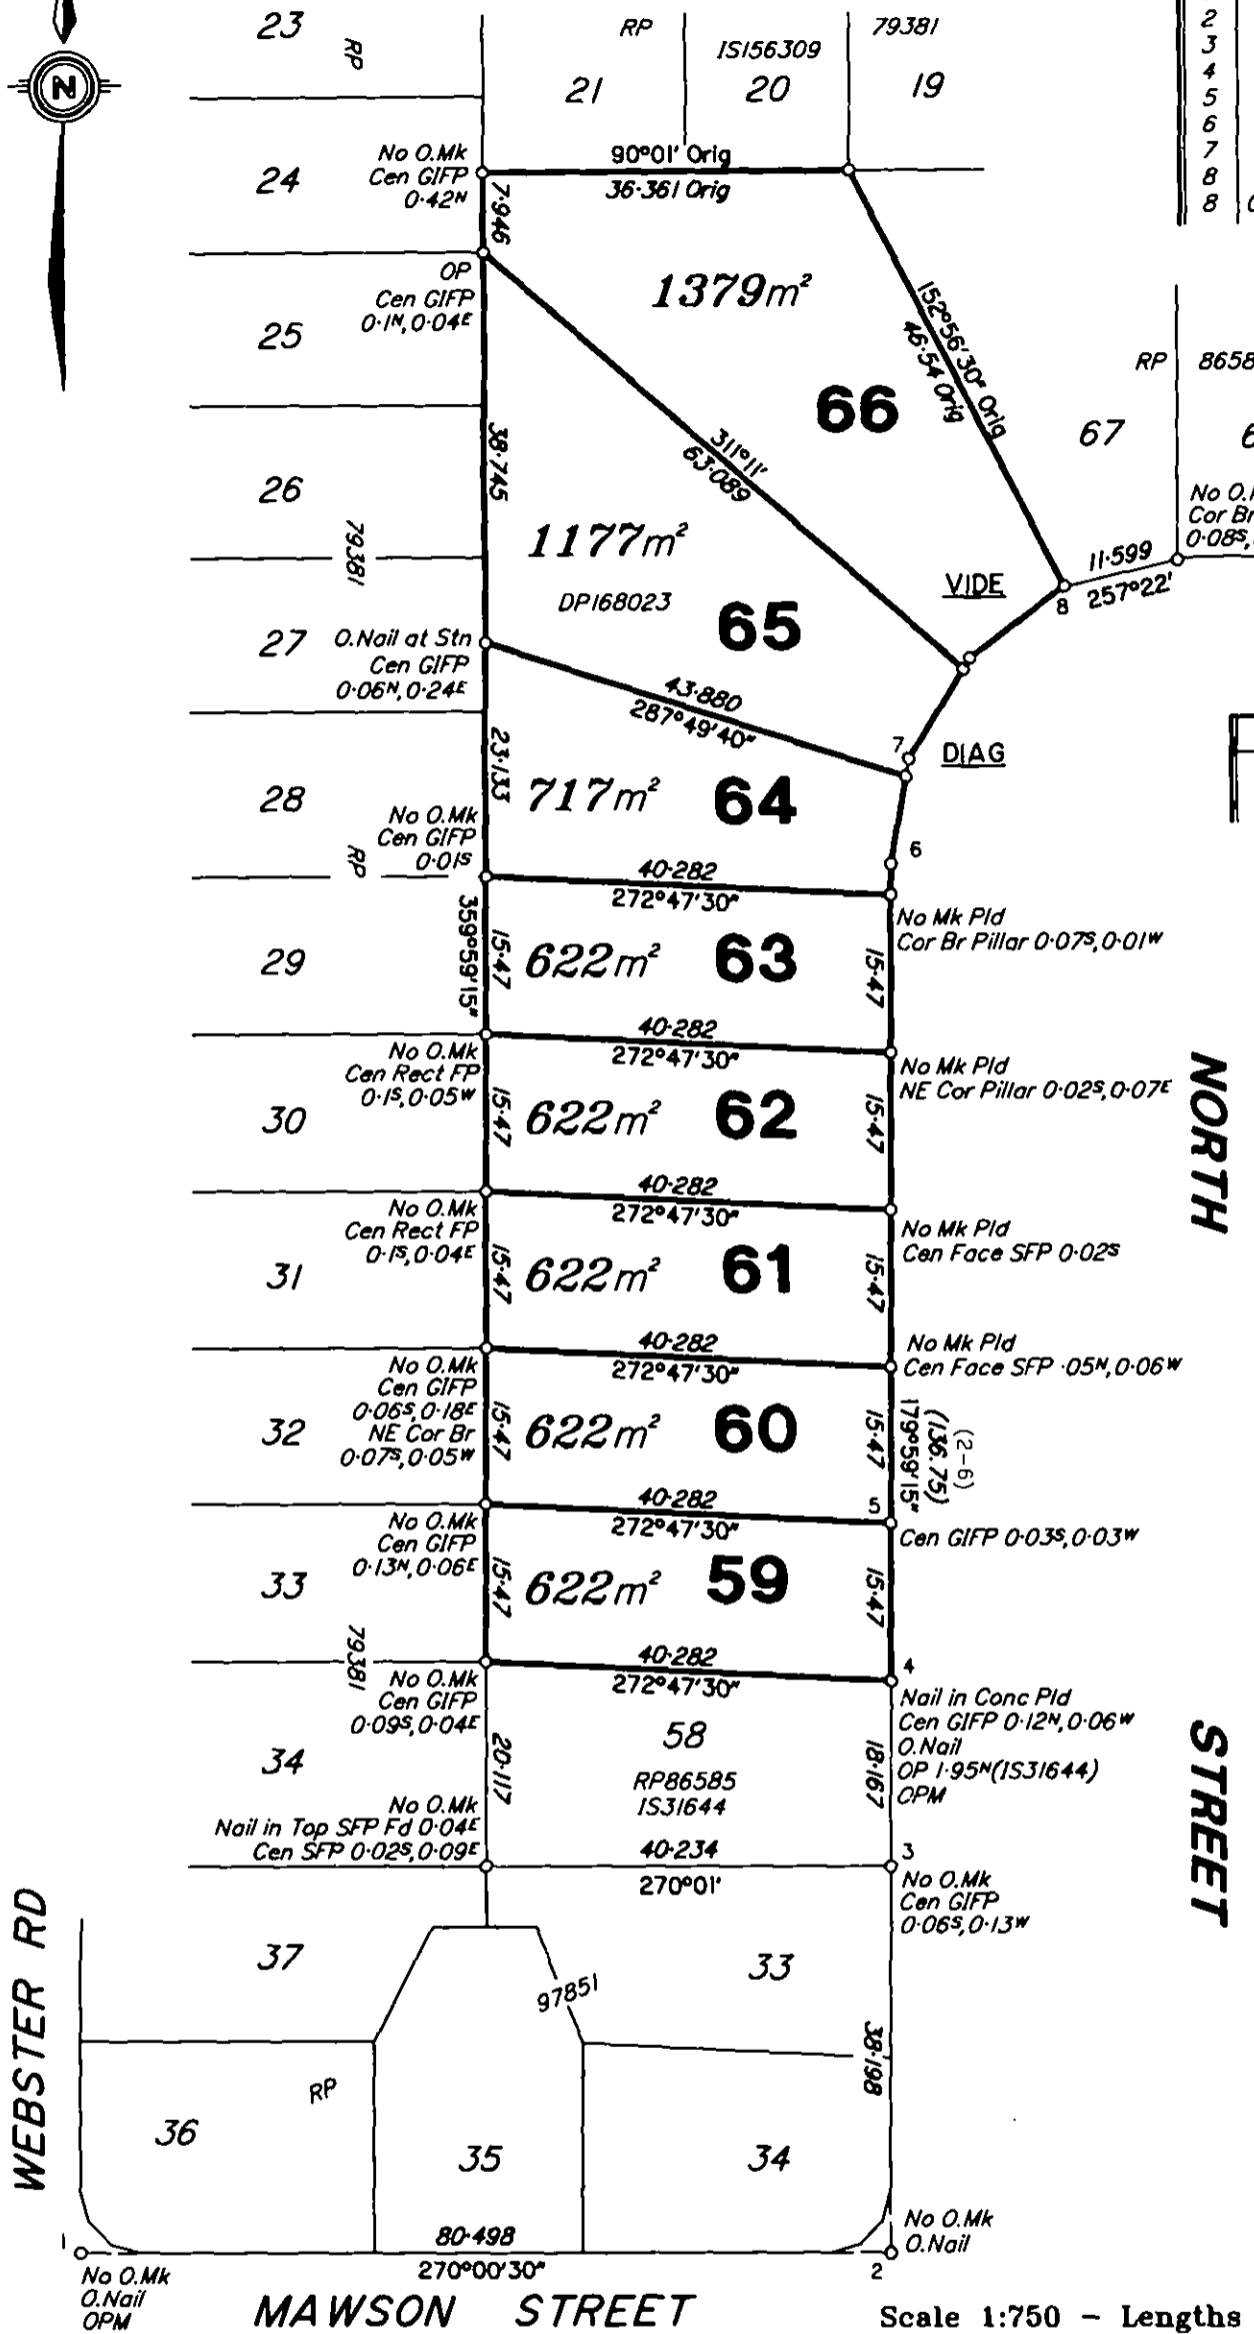 23
RP
RP
79381
IS156309
21
20
19
N
2
3
4
5
6
7
8
8
24
No O.Mk
Cen GIFP
0·42N
90°01' Orig
36·361 Orig
7·946
OP
Cen GIFP
0·1N, 0·04E
25
1379m²
152°56'30" Orig
46·54 Orig
66
RP
8658
67
26
38·745
311°11'
63·089
79381
1177m²
DP168023
65
VIDE
No O.
Cor Br
0·08S,
11·599
257°22'
8
27
O.Nail at Stn
Cen GIFP
0·06N, 0·24E
43·880
287°49'40"
7
DIAG
23·133
28
717m²
64
No O.Mk
Cen GIFP
0·01S
RP
6
40·282
272°47'30"
No Mk Pld
Cor Br Pillar 0·07S, 0·01W
359°59'15"
29
15·47
622m²
63
15·47
40·282
272°47'30"
No O.Mk
Cen Rect FP
0·1S, 0·05W
No Mk Pld
NE Cor Pillar 0·02S, 0·07E
30
15·47
622m²
62
15·47
NORTH
40·282
272°47'30"
No O.Mk
Cen Rect FP
0·1S, 0·04E
No Mk Pld
Cen Face SFP 0·02S
31
15·47
622m²
61
15·47
40·282
272°47'30"
No Mk Pld
Cen Face SFP ·05N, 0·06W
No O.Mk
Cen GIFP
0·06S, 0·18E
NE Cor Br
0·07S, 0·05W
32
15·47
622m²
60
15·47
179°59'15"
(136.75)
(2-6)
40·282
272°47'30"
5
Cen GIFP 0·03S, 0·03W
No O.Mk
Cen GIFP
0·13N, 0·06E
33
15·47
622m²
59
15·47
79381
40·282
272°47'30"
4
No O.Mk
Cen GIFP
0·09S, 0·04E
Nail in Conc Pld
Cen GIFP 0·12N, 0·06W
O.Nail
OP 1·95N (IS31644)
OPM
34
20·117
58
RP86585
IS31644
18·167
STREET
No O.Mk
Nail in Top SFP Fd 0·04E
Cen SFP 0·02S, 0·09E
40·234
270°01'
3
No O.Mk
Cen GIFP
0·06S, 0·13W
WEBSTER RD
37
97851
33
38·198
RP
36
35
34
No O.Mk
O.Nail
1
80·498
270°00'30"
2
No O.Mk
O.Nail
OPM
MAWSON STREET
Scale 1:750 – Lengths